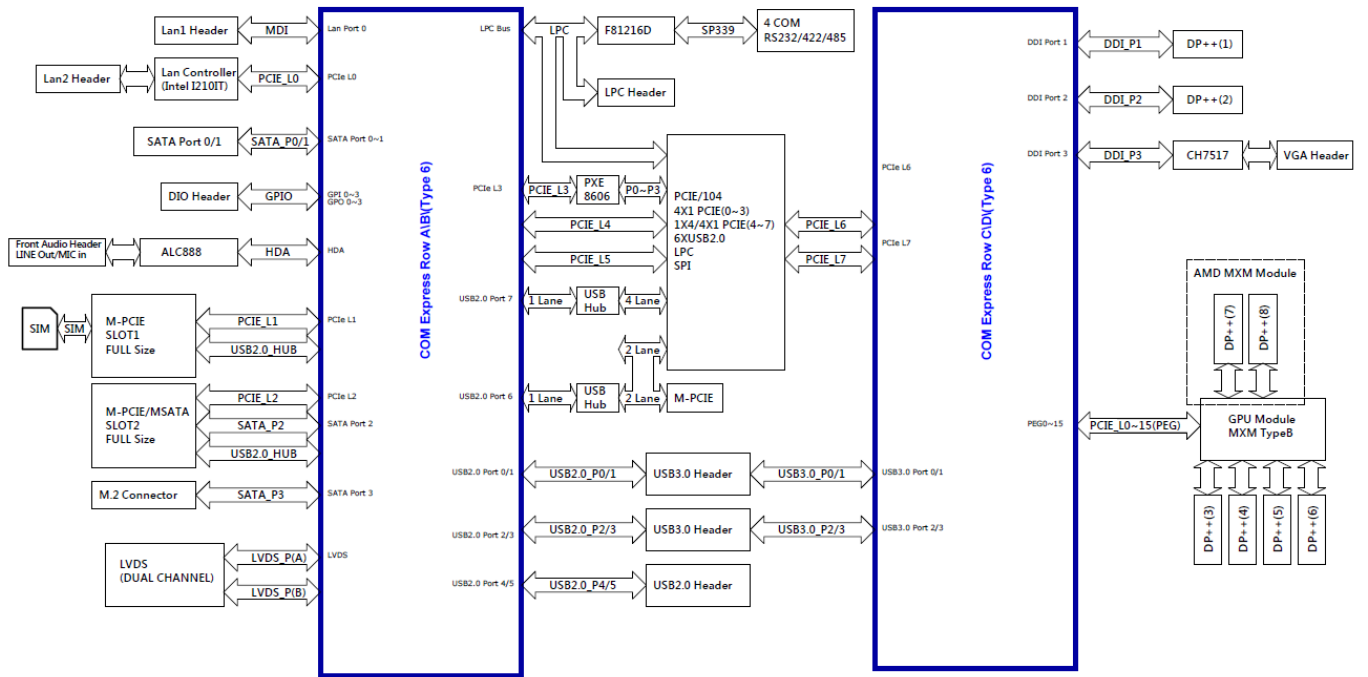 Lan1 Header
MDI
Lan Port 0
Lan2 Header
Lan Controller
(Intel I210IT)
PCIE_L0
PCIe L0
SATA Port 0/1
SATA_P0/1
SATA Port 0~1
DIO Header
GPIO
GPI 0~3
GPO 0~3
Front Audio Header
LINE Out/MIC in
ALC888
HDA
HDA
SIM
SIM
M-PCIE
SLOT1
FULL Size
PCIE_L1
USB2.0_HUB
PCIe L1
M-PCIE/MSATA
SLOT2
FULL Size
PCIE_L2
SATA_P2
USB2.0_HUB
PCIe L2
SATA Port 2
M.2 Connector
SATA_P3
SATA Port 3
LVDS
(DUAL CHANNEL)
LVDS_P(A)
LVDS_P(B)
LVDS
COM Express Row A\B\(Type 6)
LPC Bus
LPC
F81216D
SP339
4 COM
RS232/422/485
LPC Header
PCIe L3
PCIE_L3
PXE
8606
P0~P3
PCIE_L4
PCIE_L5
PCIE/104
4X1 PCIE(0~3)
1X4/4X1 PCIE(4~7)
6XUSB2.0
LPC
SPI
USB2.0 Port 7
1 Lane
USB
Hub
4 Lane
2 Lane
USB2.0 Port 6
1 Lane
USB
Hub
2 Lane
M-PCIE
USB2.0 Port 0/1
USB2.0_P0/1
USB3.0 Header
USB3.0_P0/1
USB3.0 Port 0/1
USB2.0 Port 2/3
USB2.0_P2/3
USB3.0 Header
USB3.0_P2/3
USB3.0 Port 2/3
USB2.0 Port 4/5
USB2.0_P4/5
USB2.0 Header
PCIE_L6
PCIe L6
PCIE_L7
PCIe L7
COM Express Row C\D\(Type 6)
DDI Port 1
DDI_P1
DP++(1)
DDI Port 2
DDI_P2
DP++(2)
DDI Port 3
DDI_P3
CH7517
VGA Header
AMD MXM Module
DP++(7)
DP++(8)
PEG0~15
PCIE_L0~15(PEG)
GPU Module
MXM TypeB
DP++(3)
DP++(4)
DP++(5)
DP++(6)